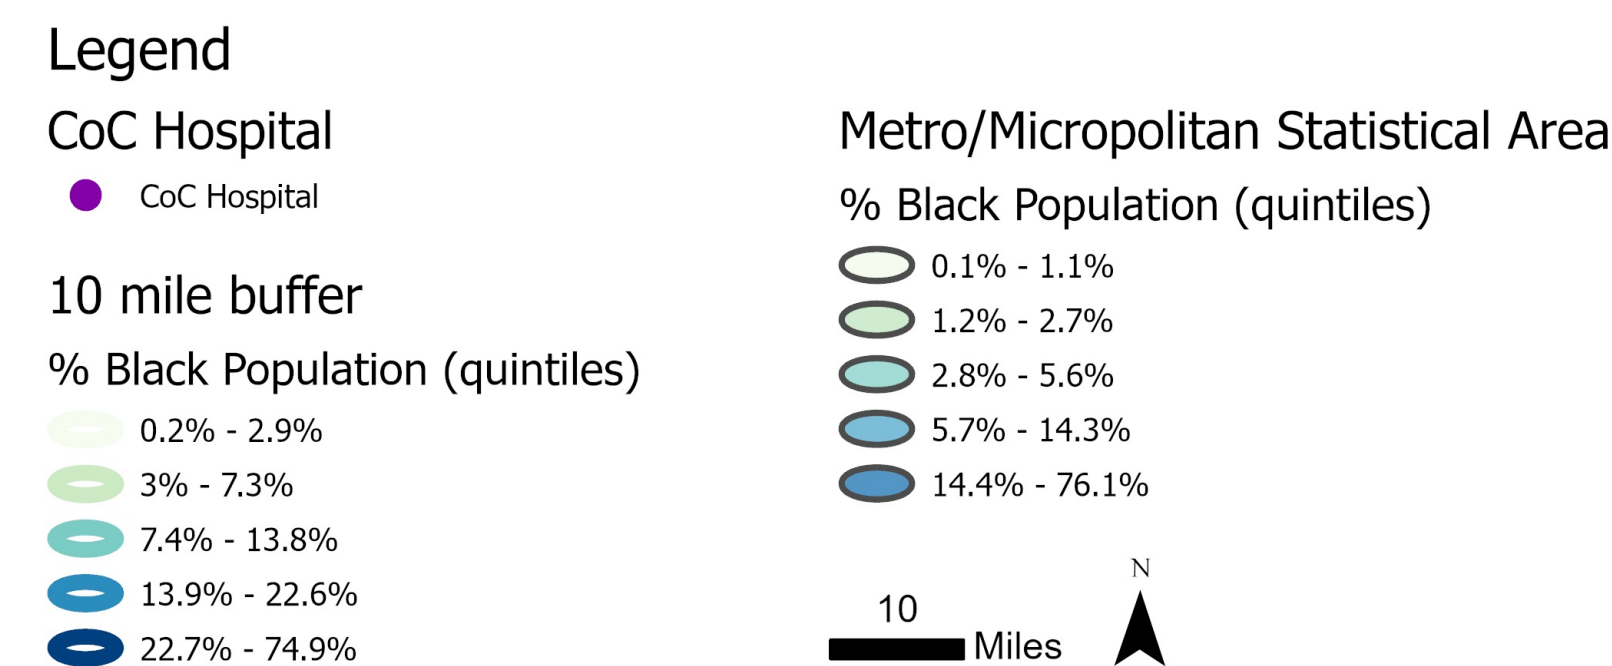 Legend
CoC Hospital
CoC Hospital
10 mile buffer
% Black Population (quintiles)
0.2% - 2.9%
3% - 7.3%
7.4% - 13.8%
13.9% - 22.6%
22.7% - 74.9%
Metro/Micropolitan Statistical Area
% Black Population (quintiles)
0.1% - 1.1%
1.2% - 2.7%
2.8% - 5.6%
5.7% - 14.3%
14.4% - 76.1%
N
10
Miles